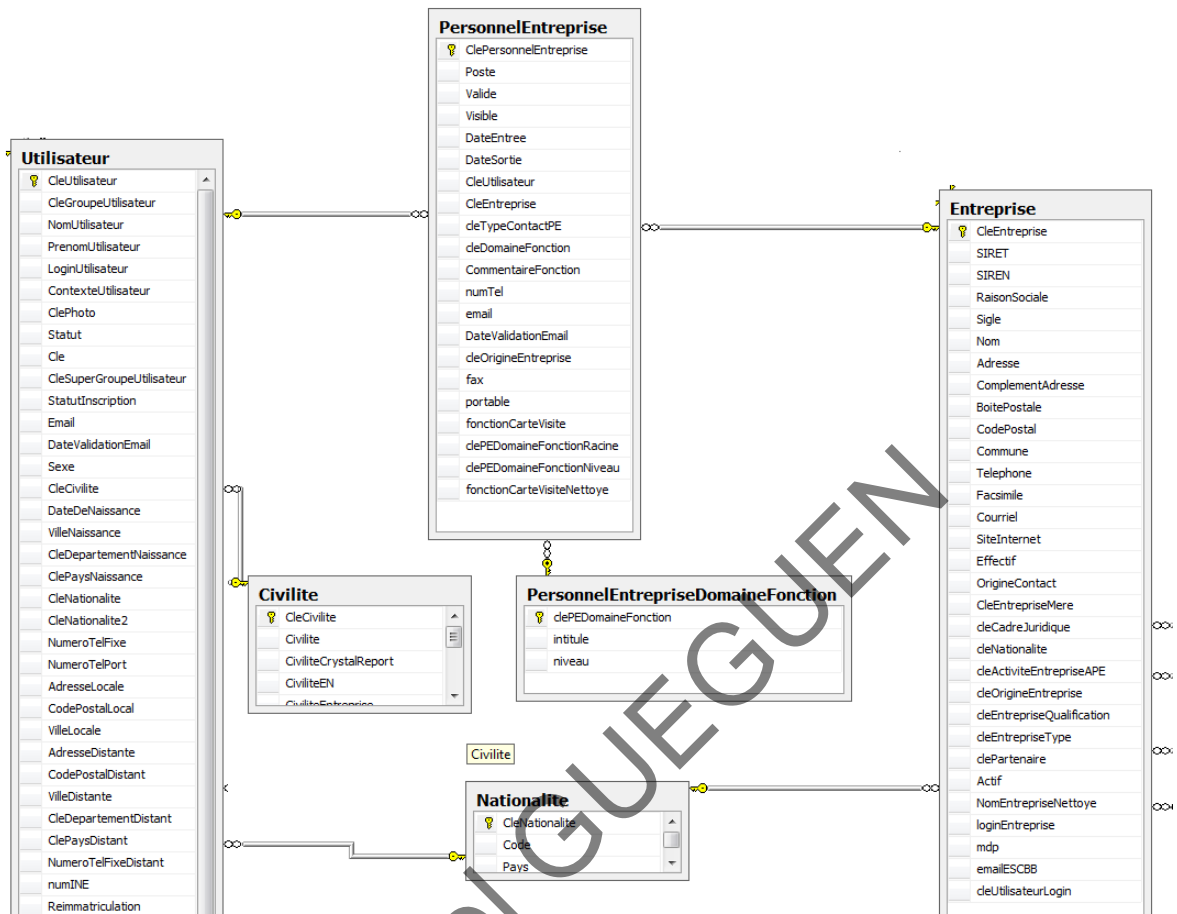 PersonnelEntreprise
ClePersonnelEntreprise
Poste
Valide
Visible
DateEntree
DateSortie
CleUtilisateur
CleEntreprise
cleTypeContactPE
cleDomaineFonction
CommentaireFonction
numTel
email
DateValidationEmail
cleOrigineEntreprise
fax
portable
fonctionCarteVisite
clePEDomaineFonctionRacine
clePEDomaineFonctionNiveau
fonctionCarteVisiteNettoye
Utilisateur
CleUtilisateur
CleGroupeUtilisateur
NomUtilisateur
PrenomUtilisateur
LoginUtilisateur
ContexteUtilisateur
ClePhoto
Statut
Cle
CleSuperGroupeUtilisateur
StatutInscription
Email
DateValidationEmail
Sexe
CleCivilite
DateDeNaissance
VilleNaissance
CleDepartementNaissance
ClePaysNaissance
CleNationalite
CleNationalite2
NumeroTelFixe
NumeroTelPort
AdresseLocale
CodePostalLocal
VilleLocale
AdresseDistante
CodePostalDistant
VilleDistante
CleDepartementDistant
ClePaysDistant
NumeroTelFixeDistant
numINE
Reimmatriculation
Entreprise
CleEntreprise
SIRET
SIREN
RaisonSociale
Sigle
Nom
Adresse
ComplementAdresse
BoitePostale
CodePostal
Commune
Telephone
Facsimile
Courriel
SiteInternet
Effectif
OrigineContact
CleEntrepriseMere
cleCadreJuridique
cleNationalite
cleActiviteEntrepriseAPE
cleOrigineEntreprise
cleEntrepriseQualification
cleEntrepriseType
clePartenaire
Actif
NomEntrepriseNettoye
loginEntreprise
mdp
emailESCBB
cleUtilisateurLogin
Civilite
CleCivilite
Civilite
CiviliteCrystalReport
CiviliteEN
CiviliteEntreprise
PersonnelEntrepriseDomaineFonction
clePEDomaineFonction
intitule
niveau
Civilite
Nationalite
CleNationalite
Code
Pays
GUEGUEN